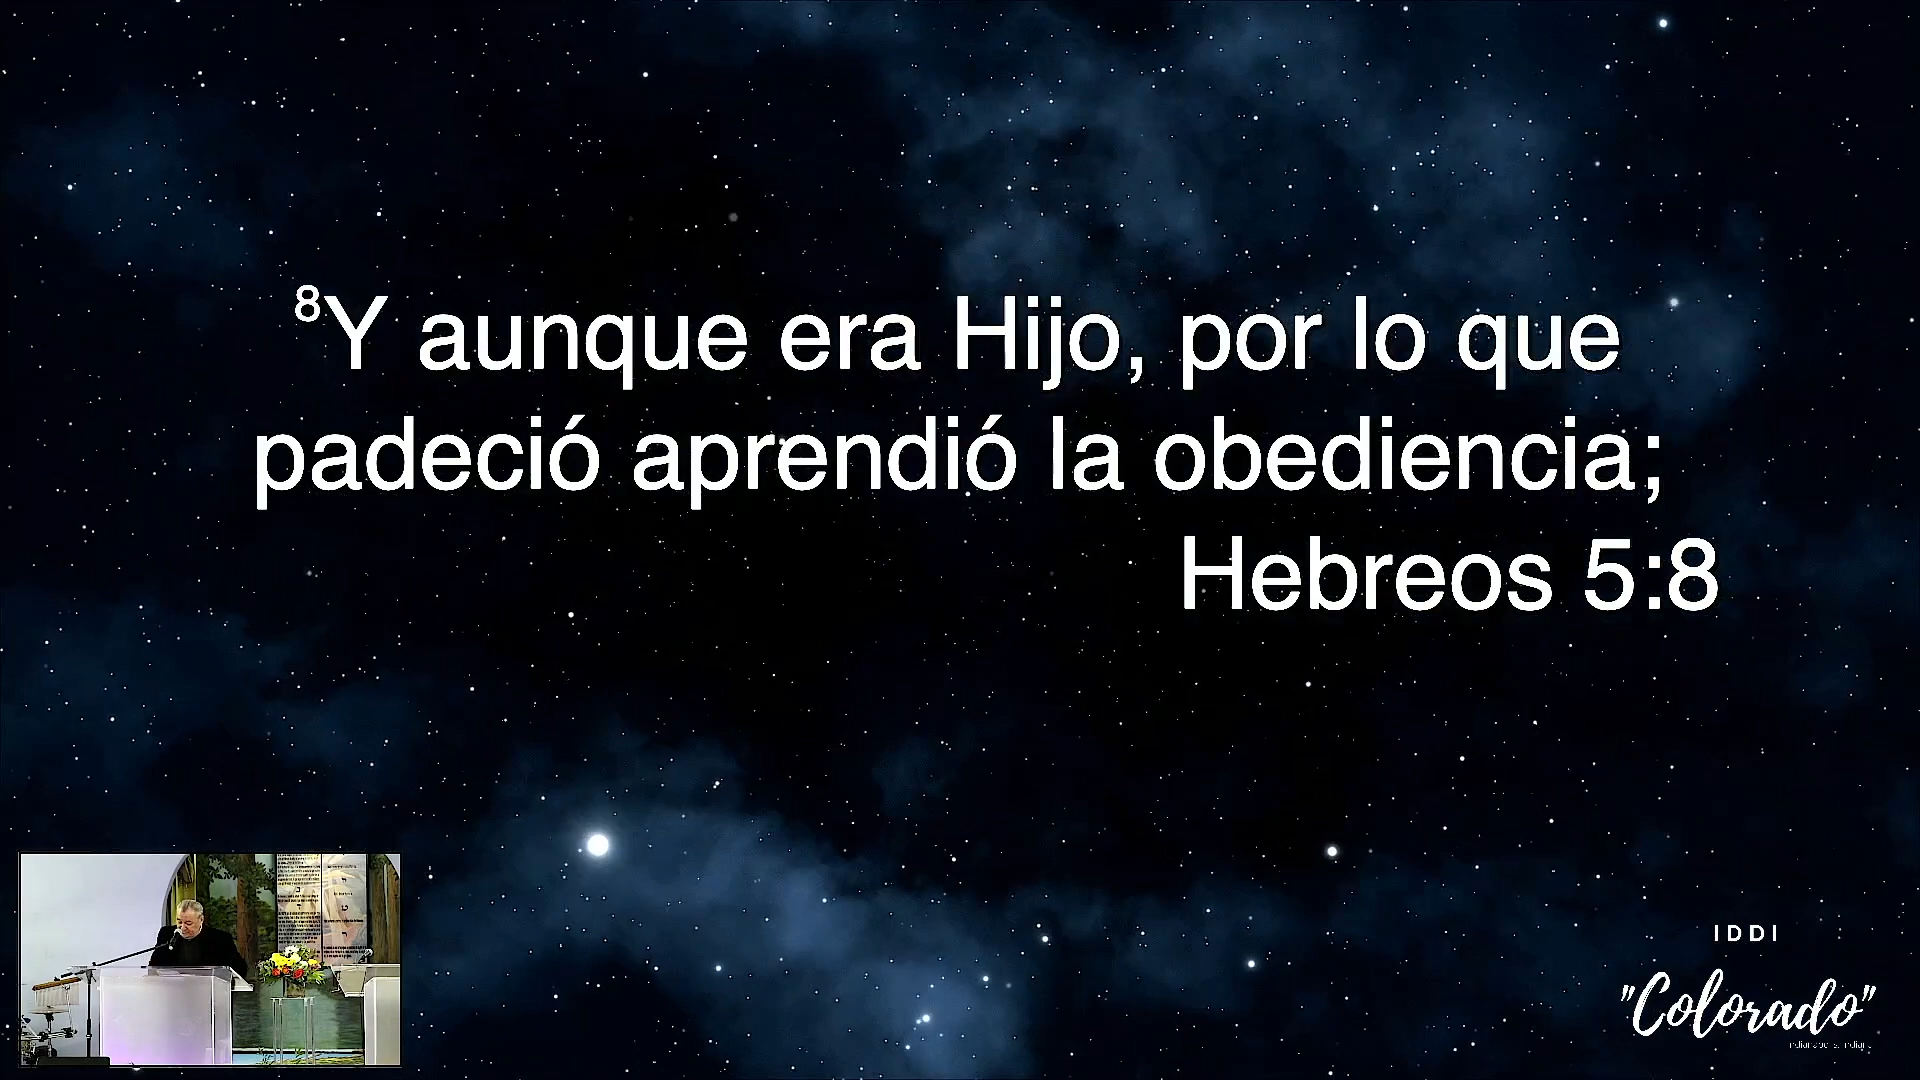 ⁸Y aunque era Hijo, por lo que
padeció aprendió la obediencia;
Hebreos 5:8
IDDI
"Colorado"